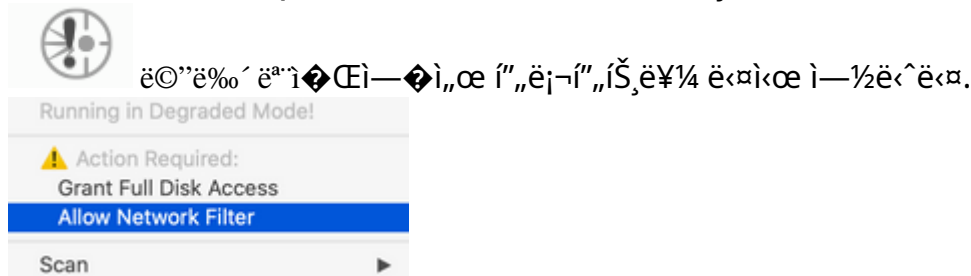 ë©”ë‰´ ëª¨ì�Œì—�ì„œ í”„ë¡¬í”„íŠ¸ë¥¼ ë‹¤ì‹œ ì—½ë‹ˆë‹¤.
Running in Degraded Mode!
Action Required:
Grant Full Disk Access
Allow Network Filter
Scan